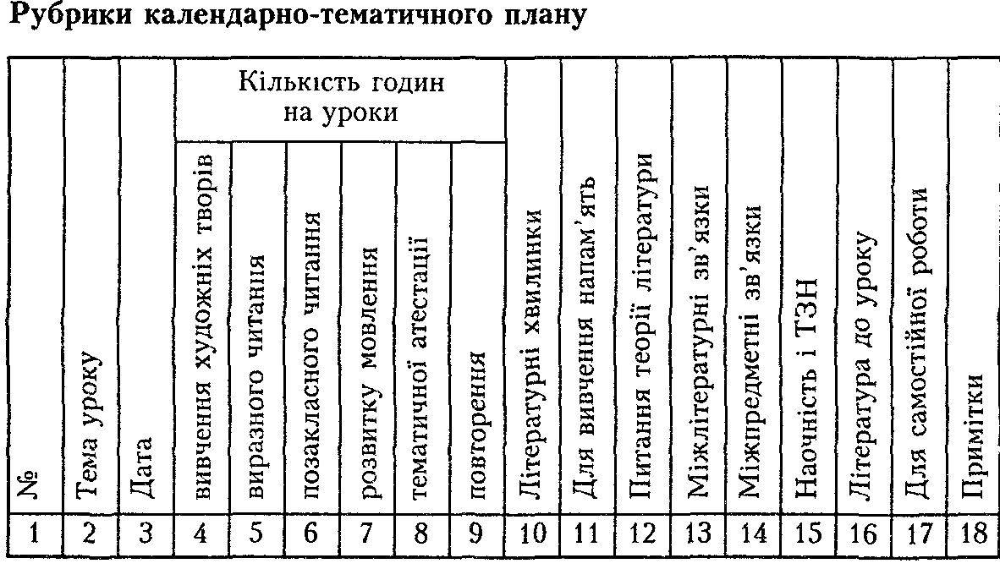 Рубрики календарно-тематичного плану
Кількість годин
на уроки
№
Тема уроку
Дата
вивчення художніх творів
виразного читання
позакласного читання
розвитку мовлення
тематичної атестації
повторення
Літературні хвилинки
Для вивчення напам’ять
Питання теорії літератури
Міжлітературні зв’язки
Міжпредметні зв’язки
Наочність і ТЗН
Література до уроку
Для самостійної роботи
Примітки
1 2 3 4 5 6 7 8 9 10 11 12 13 14 15 16 17 18